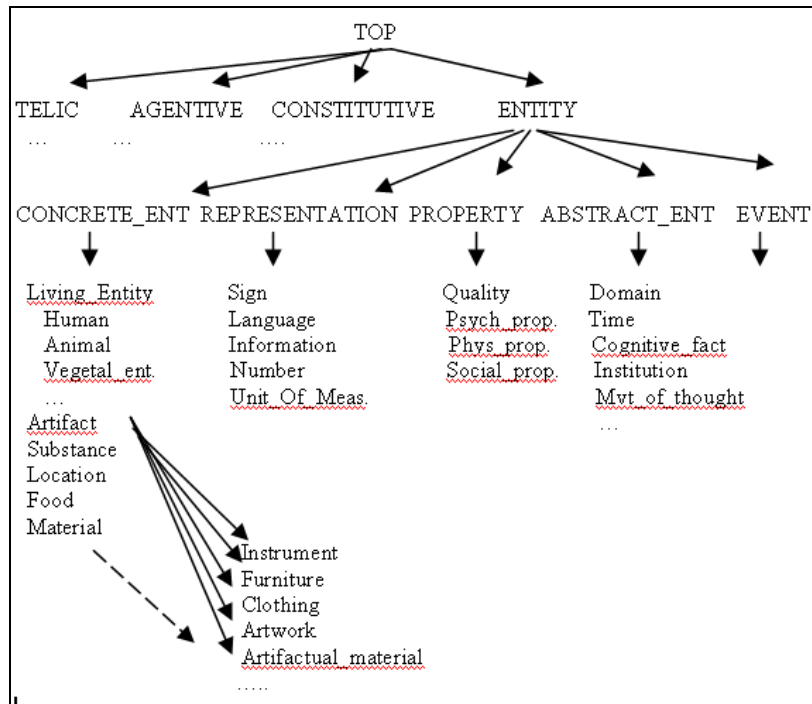 TOP
TELIC AGENTIVE CONSTITUTIVE ENTITY
... ... ....
CONCRETE_ENT REPRESENTATION PROPERTY ABSTRACT_ENT EVENT
Living_Entity
Human
Animal
Vegetal_ent.
...
Artifact
Substance
Location
Food
Material
Sign
Language
Information
Number
Unit_Of_Meas.
Quality
Psych_prop.
Phys_prop.
Social_prop.
Domain
Time
Cognitive_fact
Institution
Mvt_of_thought
...
Instrument
Furniture
Clothing
Artwork
Artifactual_material
.....